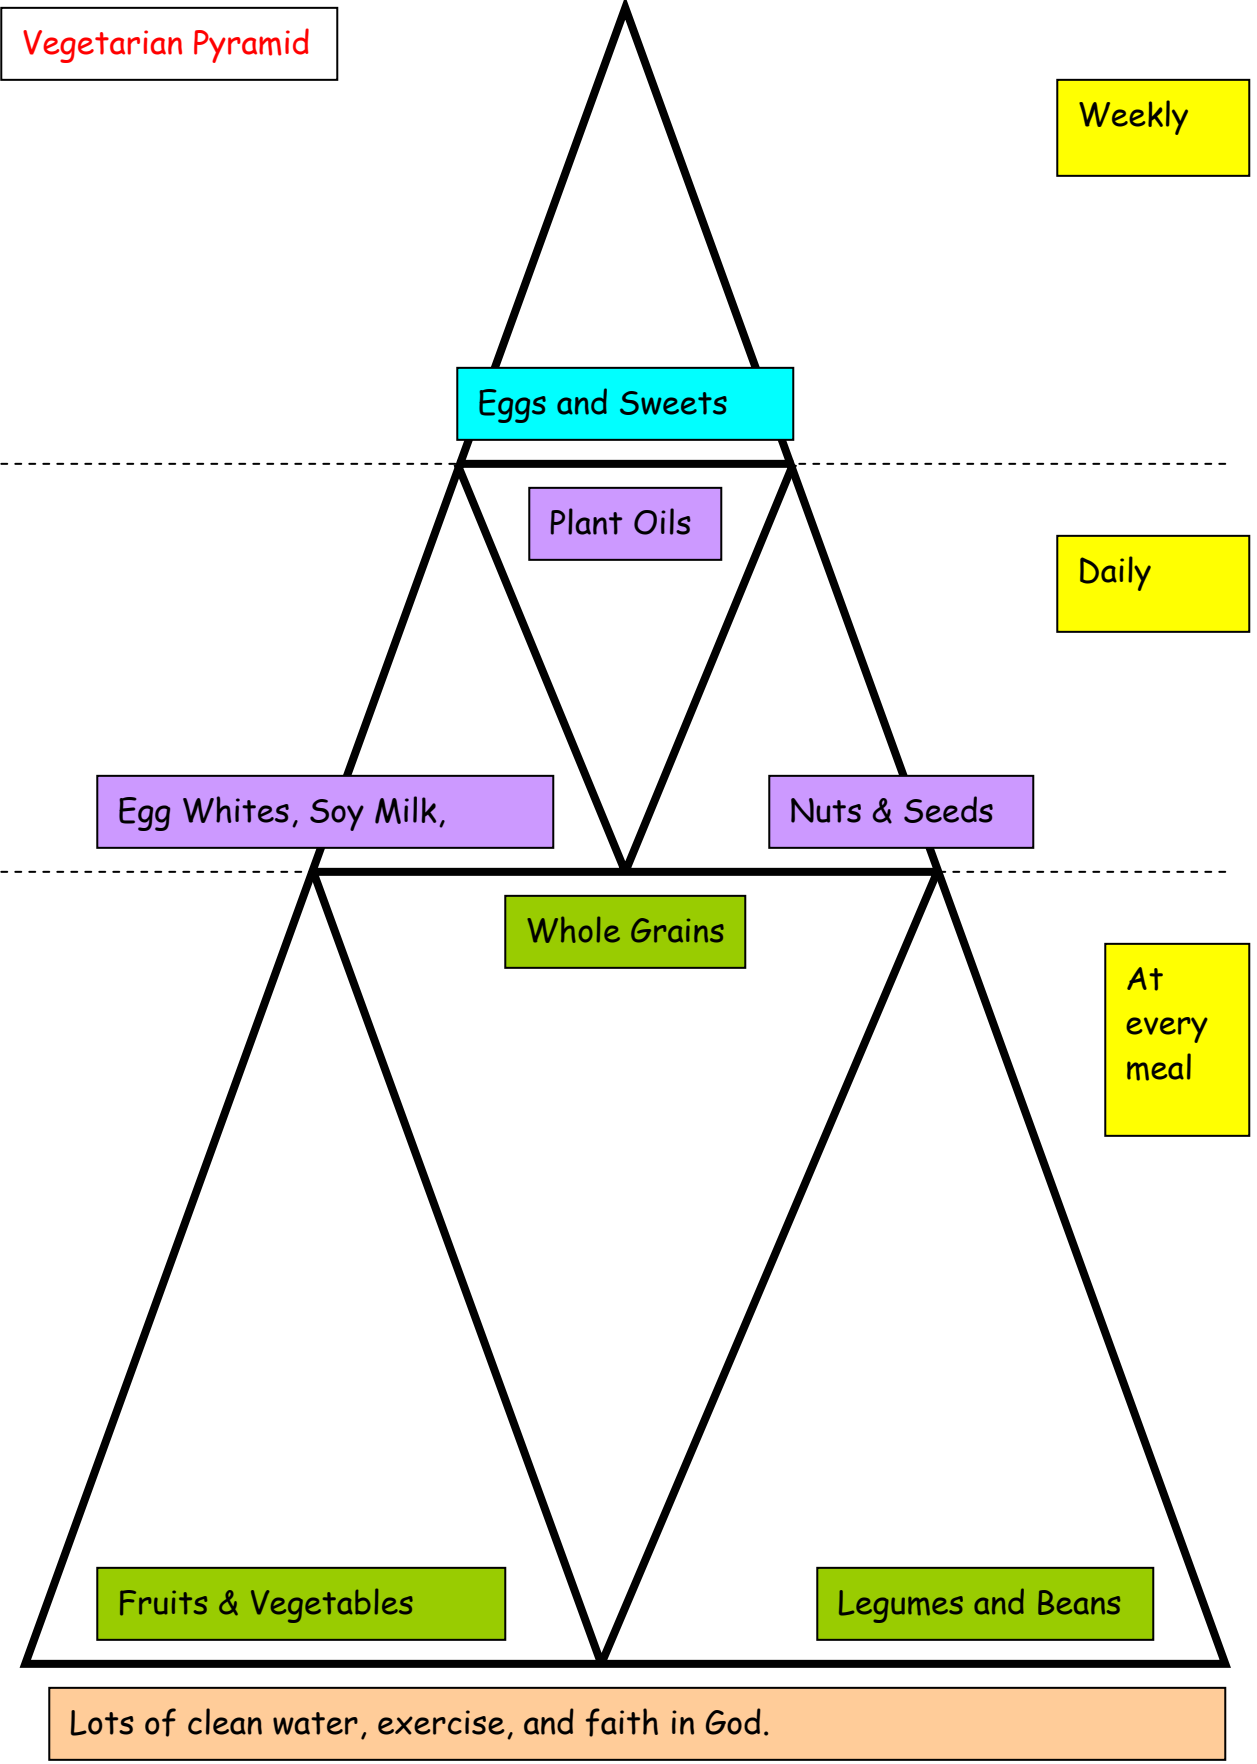 Vegetarian Pyramid
Weekly
Eggs and Sweets
Plant Oils
Daily
Egg Whites, Soy Milk,
Nuts & Seeds
Whole Grains
At
every
meal
Fruits & Vegetables
Legumes and Beans
Lots of clean water, exercise, and faith in God.